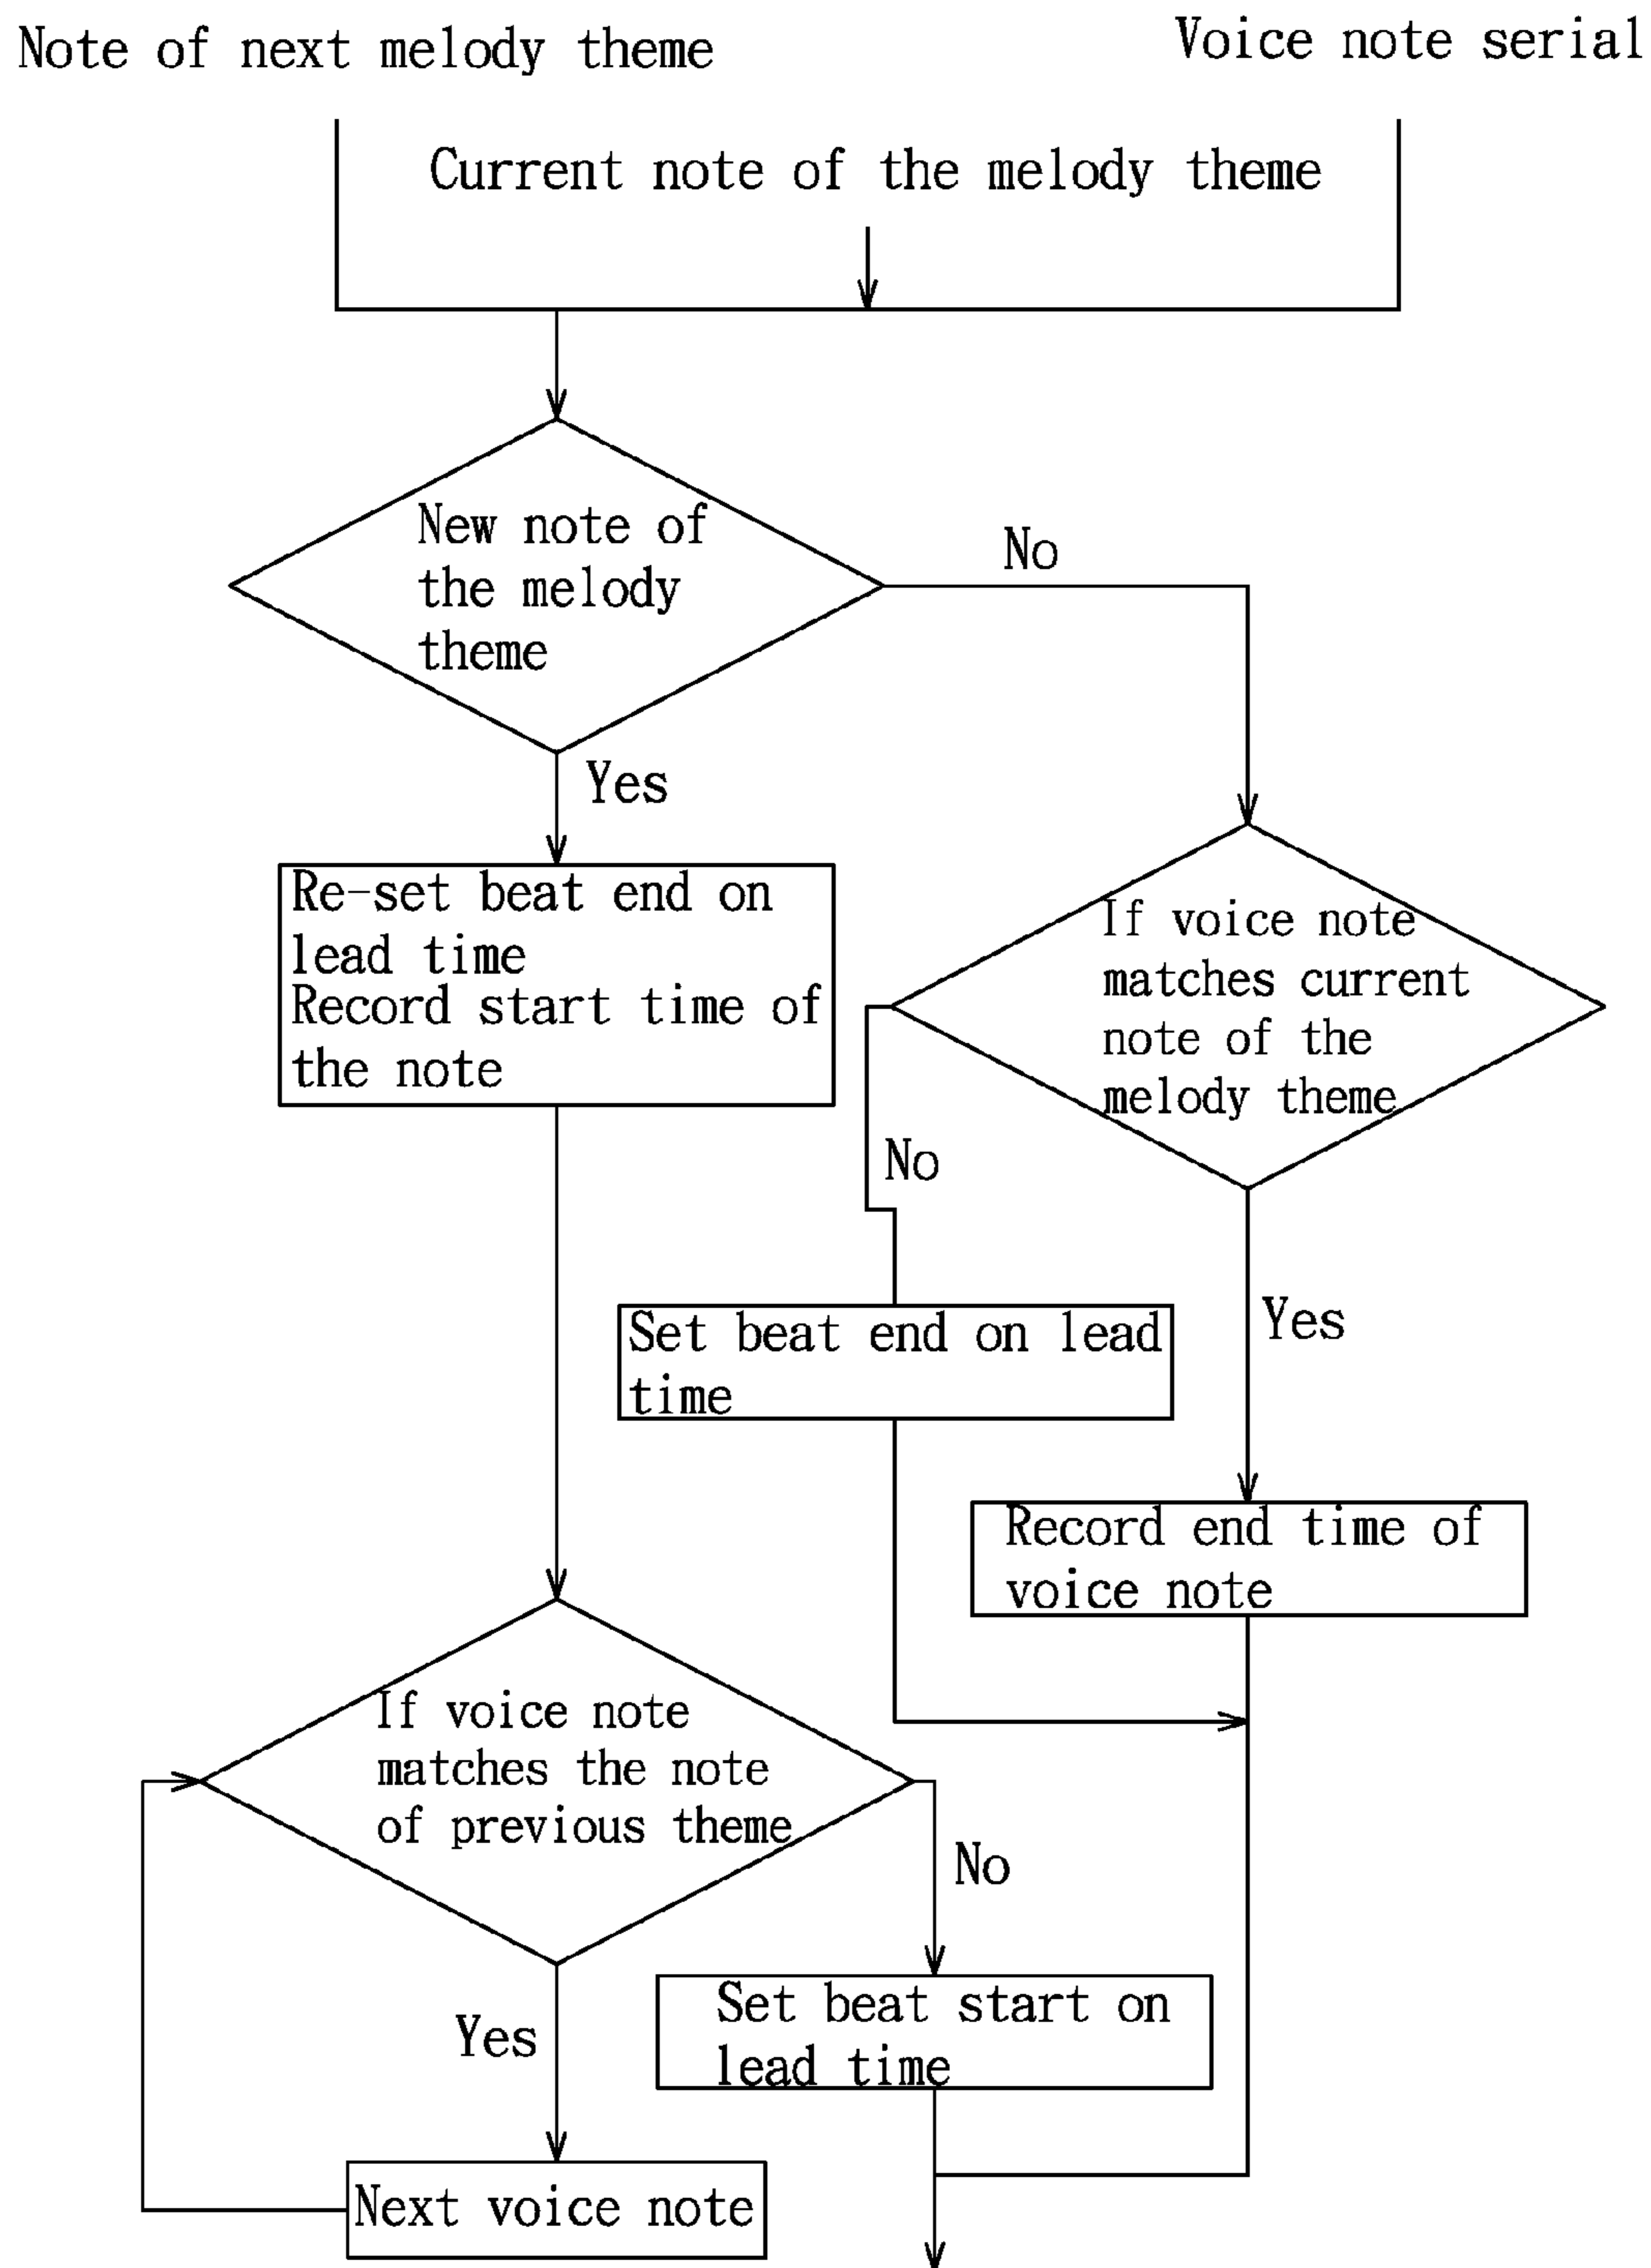 Note of next melody theme
Voice note serial
Current note of the melody theme
New note of
the melody
theme
No
Yes
Re-set beat end on
lead time
Record start time of
the note
If voice note
matches current
note of the
melody theme
No
Set beat end on lead
time
Yes
Record end time of
voice note
If voice note
matches the note
of previous theme
No
Set beat start on
lead time
Yes
Next voice note